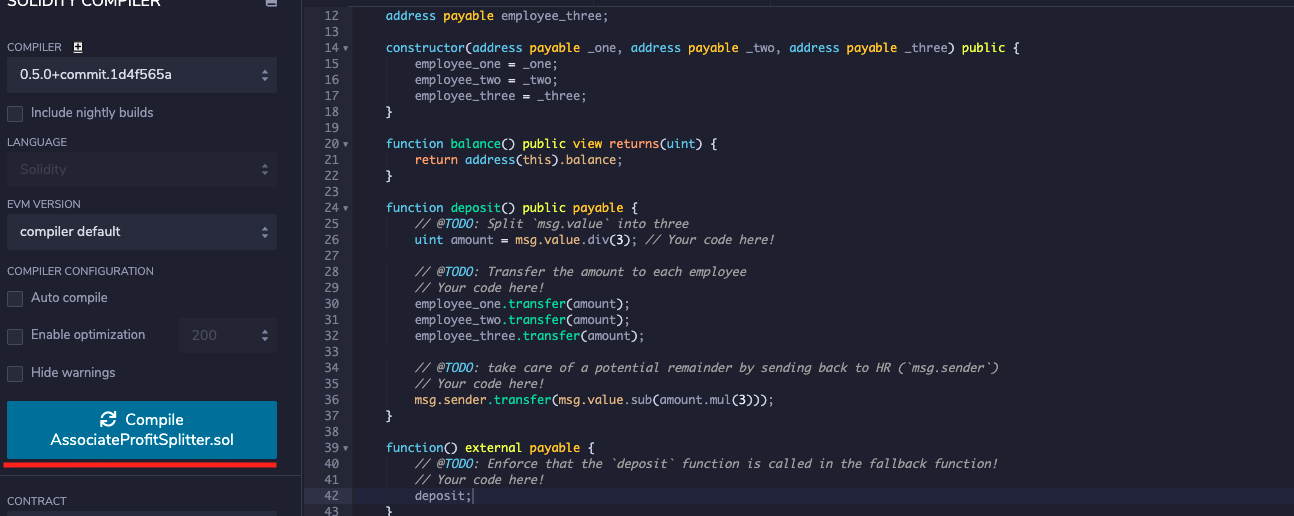 SOLIDITY COMPILER
COMPILER
0.5.0+commit.1d4f565a
Include nightly builds
LANGUAGE
Solidity
EVM VERSION
compiler default
COMPILER CONFIGURATION
Auto compile
Enable optimization 200
Hide warnings
Compile
AssociateProfitSplitter.sol
CONTRACT
12 address payable employee_three;
13
14 constructor(address payable _one, address payable _two, address payable _three) public {
15 employee_one = _one;
16 employee_two = _two;
17 employee_three = _three;
18 }
19
20 function balance() public view returns(uint) {
21 return address(this).balance;
22 }
23
24 function deposit() public payable {
25 // @TODO: Split `msg.value` into three
26 uint amount = msg.value.div(3); // Your code here!
27
28 // @TODO: Transfer the amount to each employee
29 // Your code here!
30 employee_one.transfer(amount);
31 employee_two.transfer(amount);
32 employee_three.transfer(amount);
33
34 // @TODO: take care of a potential remainder by sending back to HR (`msg.sender`)
35 // Your code here!
36 msg.sender.transfer(msg.value.sub(amount.mul(3)));
37 }
38
39 function() external payable {
40 // @TODO: Enforce that the `deposit` function is called in the fallback function!
41 // Your code here!
42 deposit;
43 }